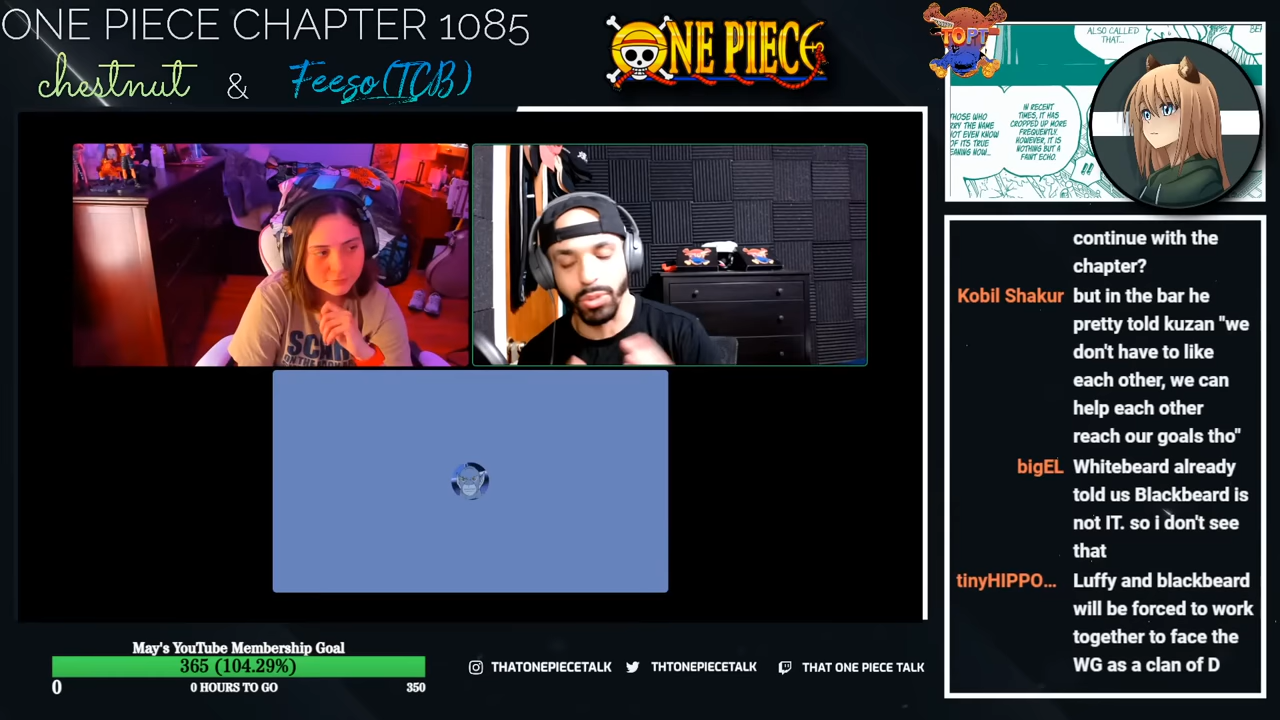 ONE PIECE CHAPTER 1085
chestnut & Feeso(TCB)
ONE PIECE
TOPT
ALSO CALLED
THAT...
THOSE WHO
NOT EVEN KNOW
OF ITS TRUE
IN RECENT
TIMES, IT HAS
CROPPED UP MORE
FREQUENTLY.
HOWEVER, IT IS
NOTHING BUT A
FAINT ECHO.
!!
continue with the
chapter?
Kobil Shakur but in the bar he
pretty told kuzan "we
don't have to like
each other, we can
help each other
reach our goals tho"
bigEL Whitebeard already
told us Blackbeard is
not IT. so i don't see
that
tinyHIPPO... Luffy and blackbeard
will be forced to work
together to face the
WG as a clan of D
May's YouTube Membership Goal
365 (104.29%)
0 0 HOURS TO GO 350
THATONEPIECETALK THTONEPIECETALK THAT ONE PIECE TALK